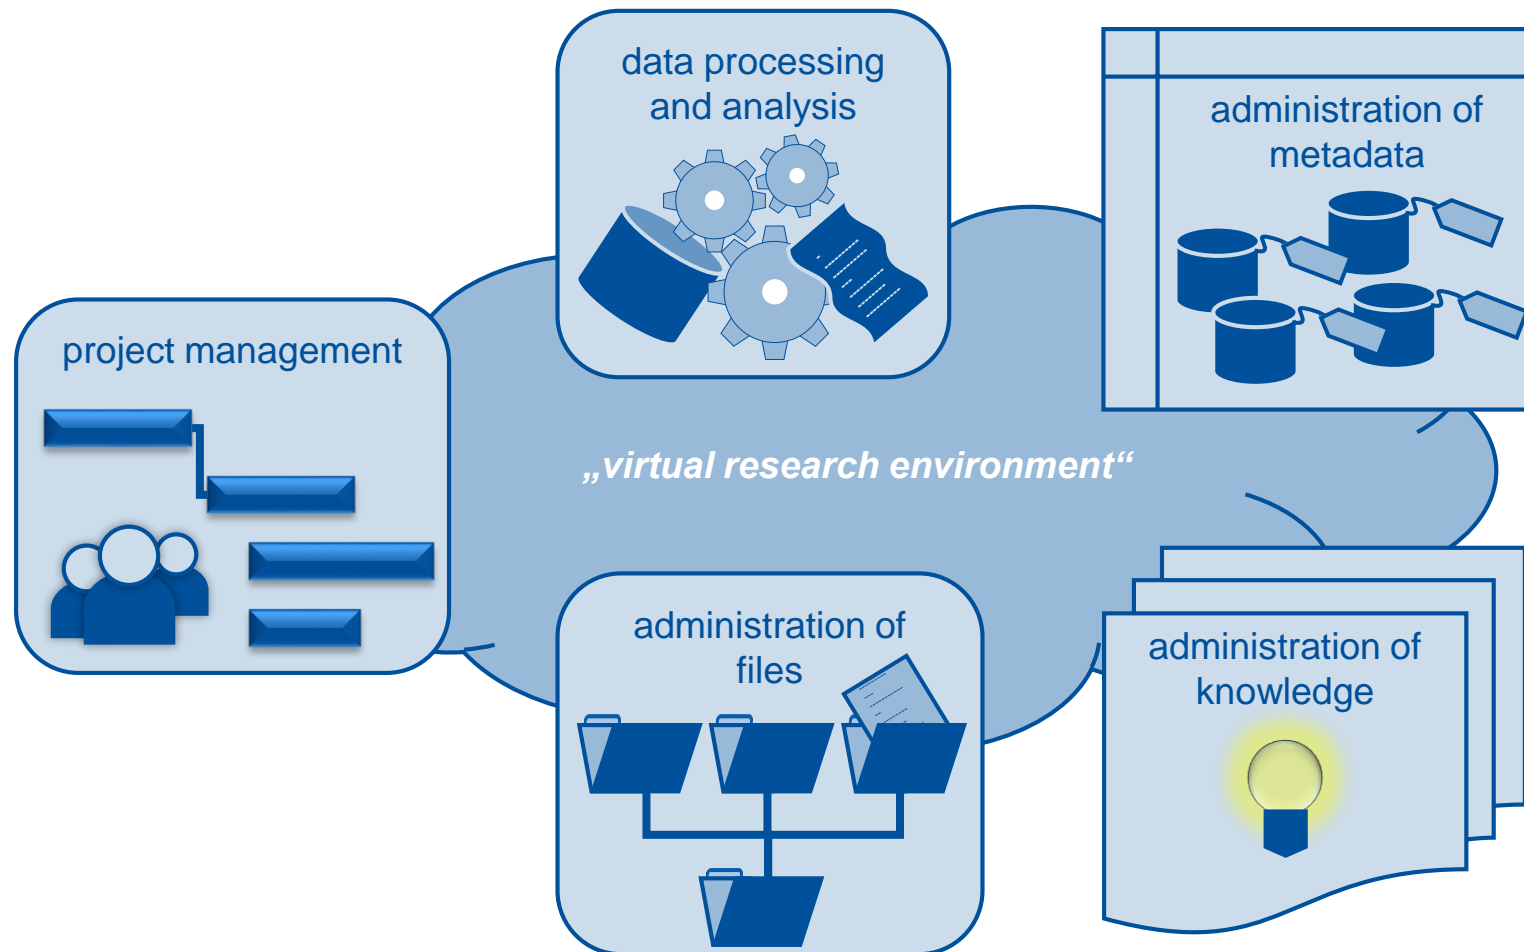 data processing
and analysis
administration of
metadata
project management
„virtual research environment“
administration of
files
administration of
knowledge